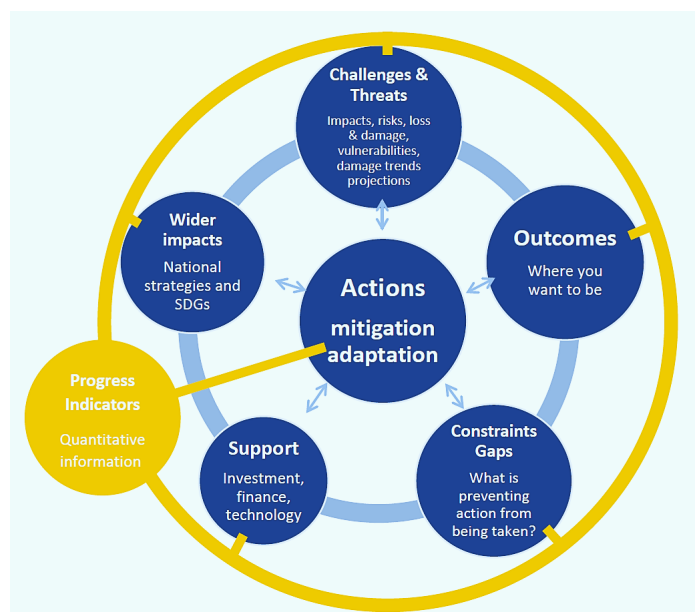 Challenges &
Threats
Impacts, risks, loss
& damage,
vulnerabilities,
damage trends
projections
Wider
impacts
National
strategies and
SDGs
Outcomes
Where you
want to be
Actions
mitigation
adaptation
Progress
Indicators
Quantitative
information
Support
Investment,
finance,
technology
Constraints
Gaps
What is
preventing
action from
being taken?